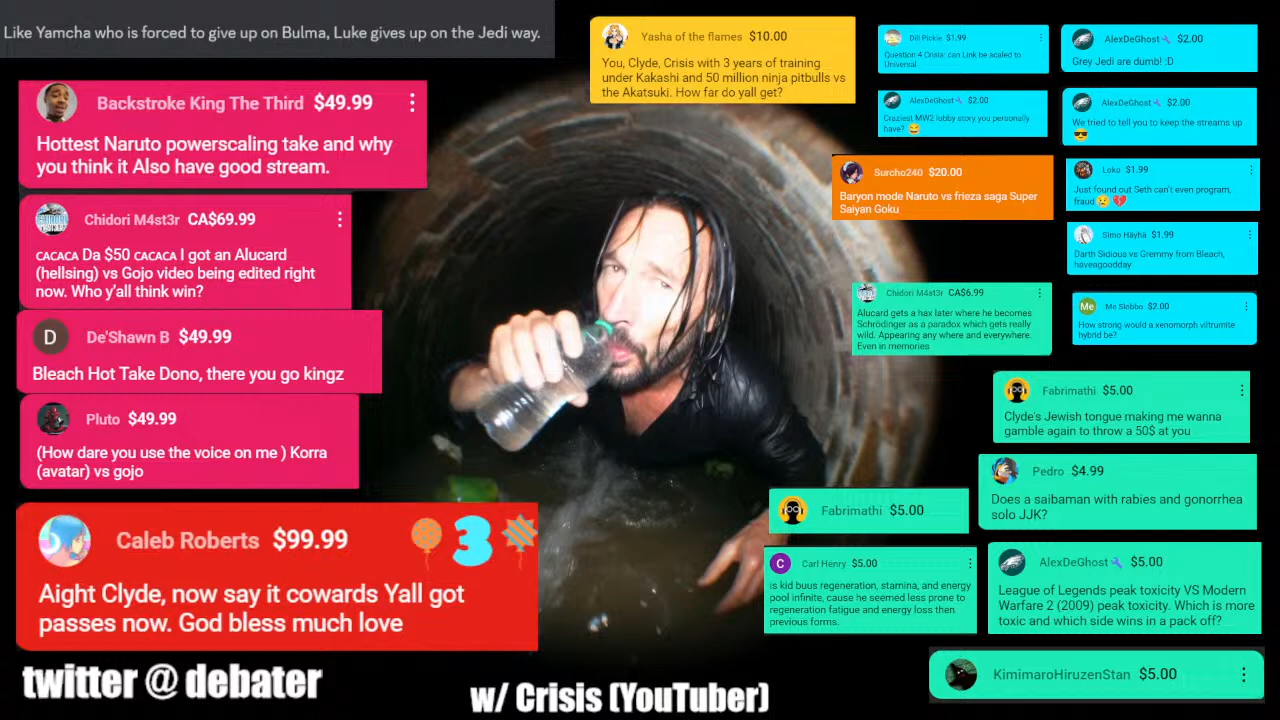 Like Yamcha who is forced to give up on Bulma, Luke gives up on the Jedi way.
Backstroke King The Third $49.99
Hottest Naruto powerscaling take and why
you think it Also have good stream.
Chidori M4st3r CA$69.99
CACACA Da $50 CACACA I got an Alucard
(hellsing) vs Gojo video being edited right
now. Who y'all think win?
D
De'Shawn B $49.99
Bleach Hot Take Dono, there you go kingz
Pluto $49.99
(How dare you use the voice on me ) Korra
(avatar) vs gojo
Caleb Roberts $99.99
3
Aight Clyde, now say it cowards Yall got
passes now. God bless much love
twitter @ debater
w/ Crisis (YouTuber)
Yasha of the flames $10.00
You, Clyde, Crisis with 3 years of training
under Kakashi and 50 million ninja pitbulls vs
the Akatsuki. How far do yall get?
Dill Pickle $1.99
Question 4 Crisis: can Link be scaled to
Universal
AlexDeGhost $2.00
Craziest MW2 lobby story you personally
have? 😂
AlexDeGhost $2.00
Grey Jedi are dumb! :D
AlexDeGhost $2.00
We tried to tell you to keep the streams up
😎
Surcho240 $20.00
Baryon mode Naruto vs frieza saga Super
Saiyan Goku
Loko $1.99
Just found out Seth can't even program,
fraud 😢 💔
Simo Häyhä $1.99
Darth Sidious vs Gremmy from Bleach,
haveagoodday
Chidori M4st3r CA$6.99
Alucard gets a hax later where he becomes
Schrödinger as a paradox which gets really
wild. Appearing any where and everywhere.
Even in memories
Me
Me Slobbo $2.00
How strong would a xenomorph viltrumite
hybrid be?
Fabrimathi $5.00
Clyde's Jewish tongue making me wanna
gamble again to throw a 50$ at you
Pedro $4.99
Does a saibaman with rabies and gonorrhea
solo JJK?
Fabrimathi $5.00
C
Carl Henry $5.00
is kid buus regeneration, stamina, and energy
pool infinite, cause he seemed less prone to
regeneration fatigue and energy loss then
previous forms.
AlexDeGhost $5.00
League of Legends peak toxicity VS Modern
Warfare 2 (2009) peak toxicity. Which is more
toxic and which side wins in a pack off?
KimimaroHiruzenStan $5.00